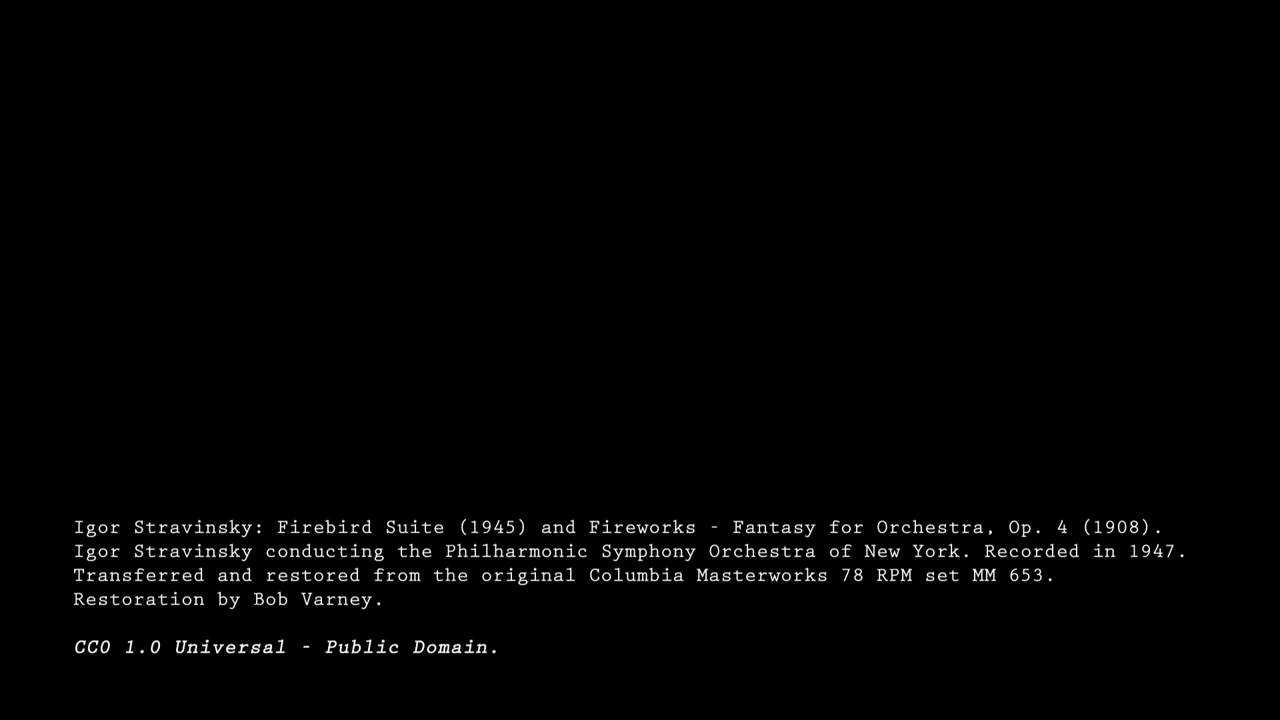 Igor Stravinsky: Firebird Suite (1945) and Fireworks - Fantasy for Orchestra, Op. 4 (1908).
Igor Stravinsky conducting the Philharmonic Symphony Orchestra of New York. Recorded in 1947.
Transferred and restored from the original Columbia Masterworks 78 RPM set MM 653.
Restoration by Bob Varney.
CC0 1.0 Universal - Public Domain.